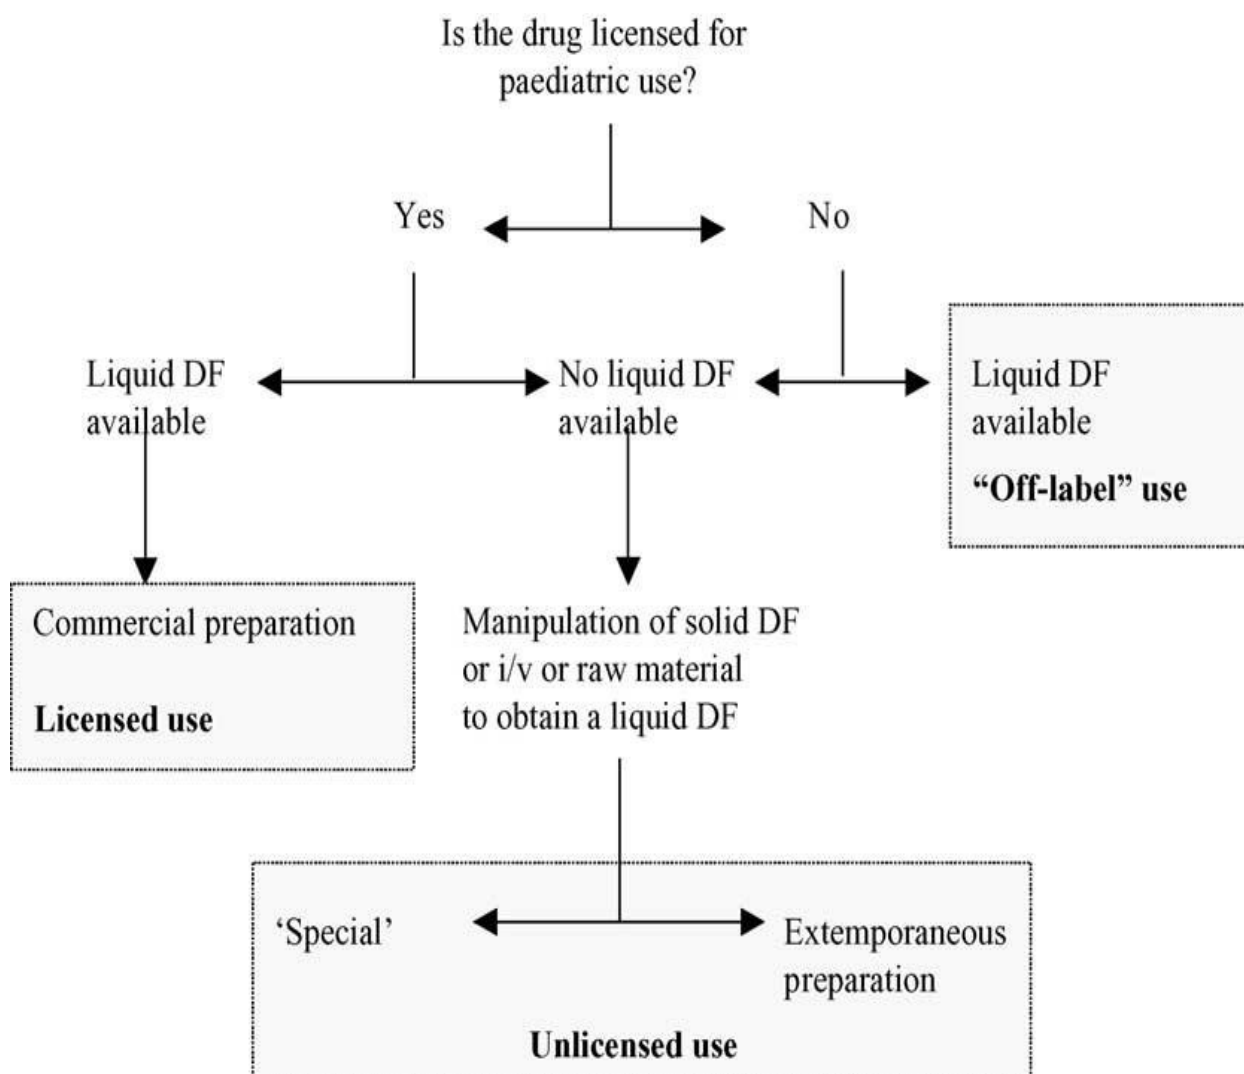 Is the drug licensed for
paediatric use?
Yes
No
Liquid DF
available
No liquid DF
available
Liquid DF
available
“Off-label” use
Commercial preparation
Licensed use
Manipulation of solid DF
or i/v or raw material
to obtain a liquid DF
‘Special’
Extemporaneous
preparation
Unlicensed use